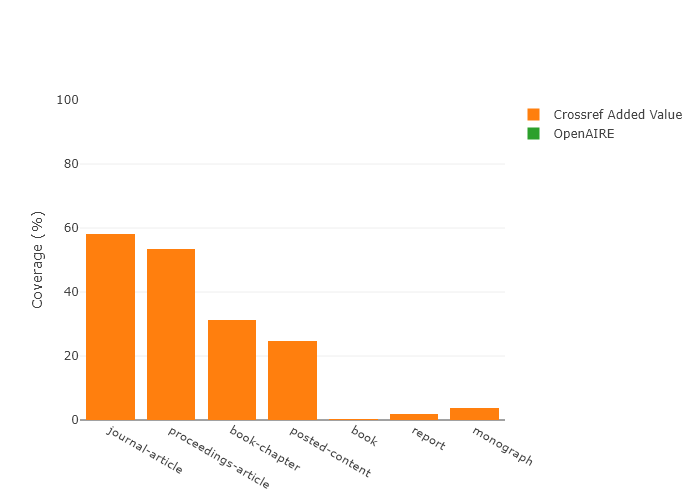 100
80
60
40
20
0
Coverage (%)
journal-article
proceedings-article
book-chapter
posted-content
book
report
monograph
Crossref Added Value
OpenAIRE